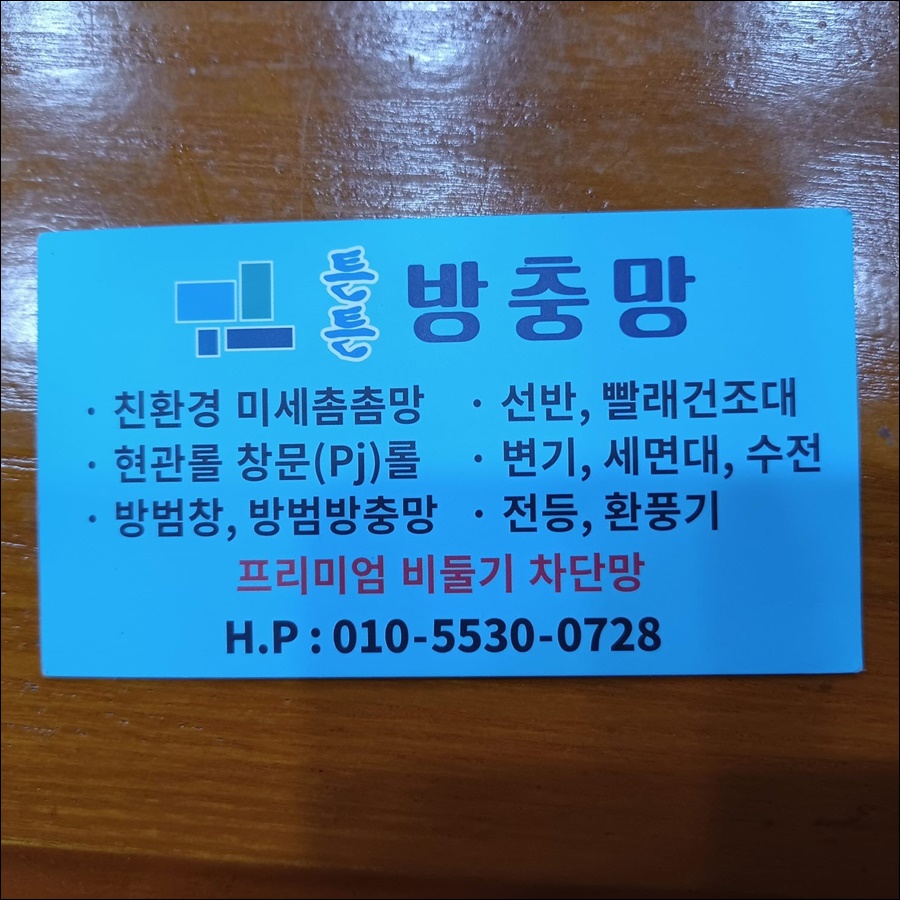 튼튼 방충망
· 친환경 미세촘촘망
· 현관롤 창문(Pj)롤
· 방범창, 방범방충망
· 선반, 빨래건조대
· 변기, 세면대, 수전
· 전등, 환풍기
프리미엄 비둘기 차단망
H.P : 010-5530-0728